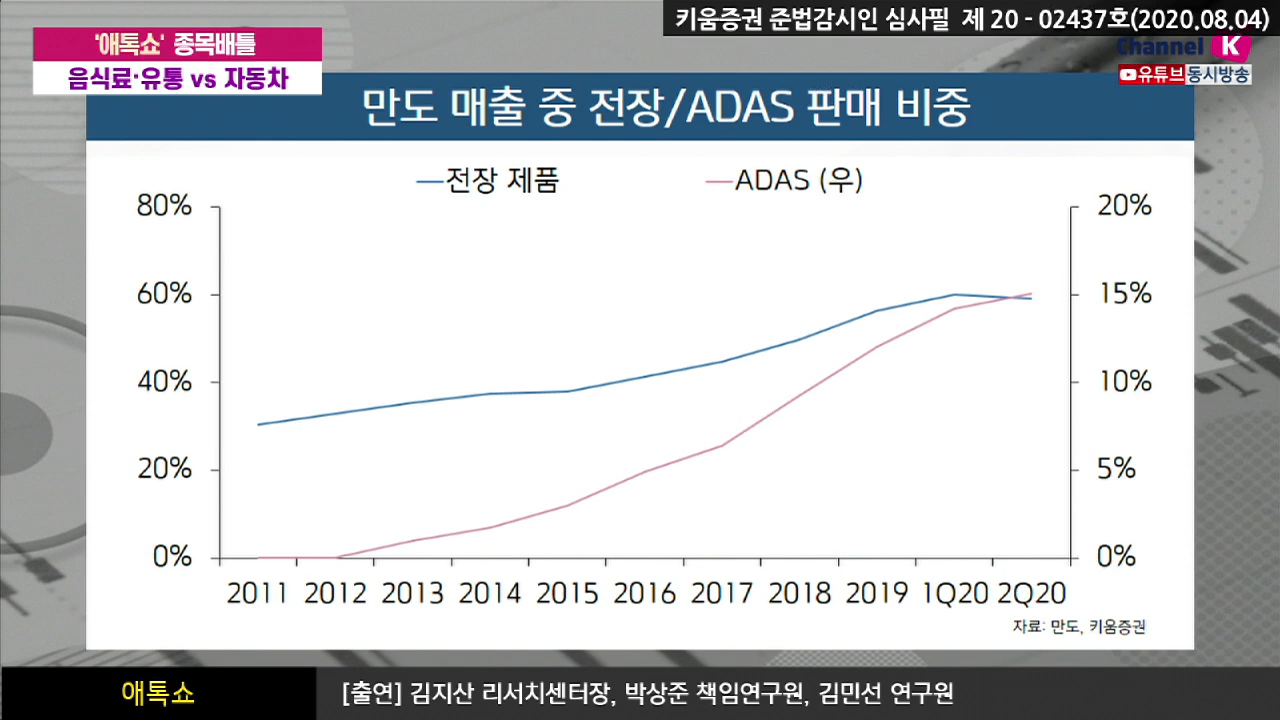 키움증권 준법감시인 심사필 제 20 - 02437호(2020.08.04)
'애톡쇼' 종목배틀
음식료·유통 vs 자동차
Channel K
유튜브동시방송
만도 매출 중 전장/ADAS 판매 비중
전장 제품 ADAS (우)
80% 20%
60% 15%
40% 10%
20% 5%
0% 0%
2011 2012 2013 2014 2015 2016 2017 2018 2019 1Q20 2Q20
자료: 만도, 키움증권
애톡쇼 [출연] 김지산 리서치센터장, 박상준 책임연구원, 김민선 연구원